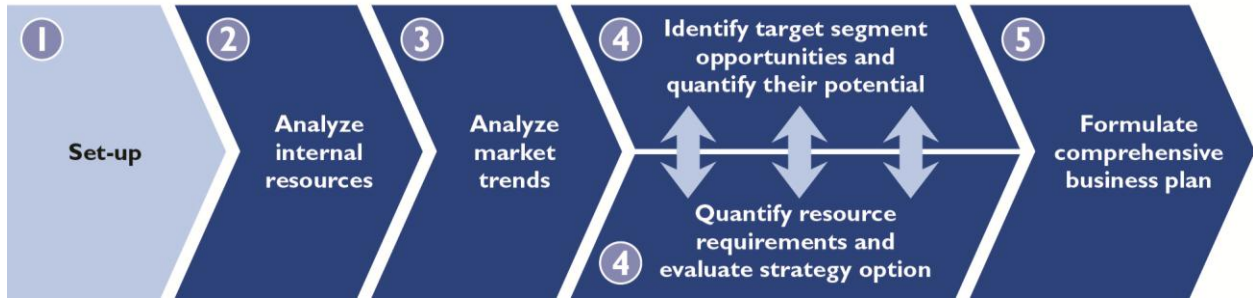 1
Set-up
2
Analyze
internal
resources
3
Analyze
market
trends
4
Identify target segment
opportunities and
quantify their potential
4
Quantify resource
requirements and
evaluate strategy option
5
Formulate
comprehensive
business plan